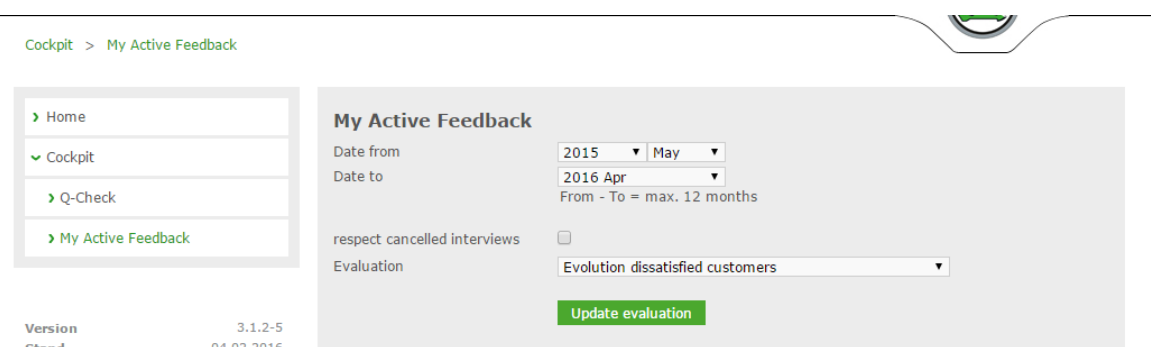 Cockpit > My Active Feedback
Home
Cockpit
Q-Check
My Active Feedback
Version 3.1.2-5
My Active Feedback
Date from 2015 May
Date to 2016 Apr
From - To = max. 12 months
respect cancelled interviews
Evaluation Evolution dissatisfied customers
Update evaluation